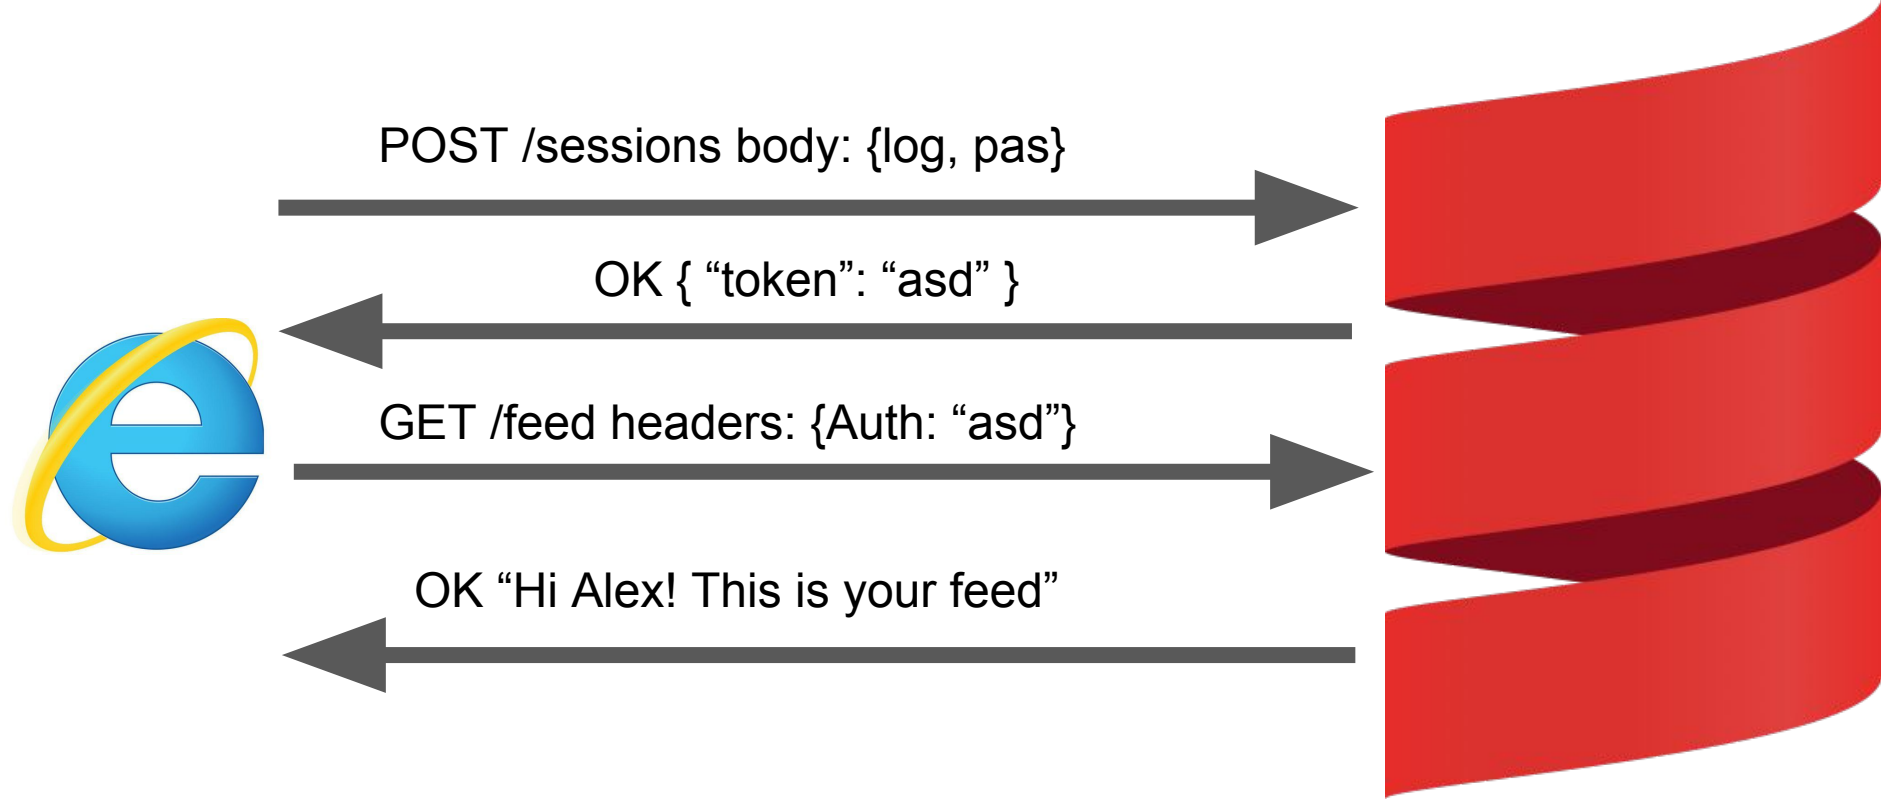 POST /sessions body: {log, pas}
OK { “token”: “asd” }
GET /feed headers: {Auth: “asd”}
OK “Hi Alex! This is your feed”